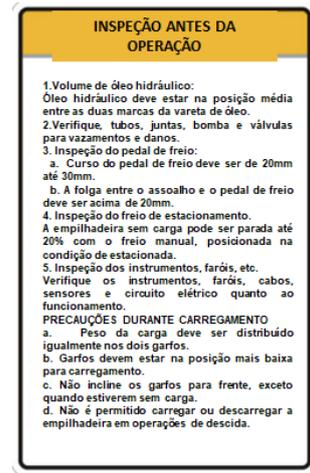 INSPEÇÃO ANTES DA
OPERAÇÃO
1.Volume de óleo hidráulico:
Óleo hidráulico deve estar na posição média
entre as duas marcas da vareta de óleo.
2.Verifique, tubos, juntas, bomba e válvulas
para vazamentos e danos.
3. Inspeção do pedal de freio:
a. Curso do pedal de freio deve ser de 20mm
até 30mm.
b. A folga entre o assoalho e o pedal de freio
deve ser acima de 20mm.
4. Inspeção do freio de estacionamento.
A empilhadeira sem carga pode ser parada até
20% com o freio manual, posicionada na
condição de estacionada.
5. Inspeção dos instrumentos, faróis, etc.
Verifique os instrumentos, faróis, cabos,
sensores e circuito elétrico quanto ao
funcionamento.
PRECAUÇÕES DURANTE CARREGAMENTO
a. Peso da carga deve ser distribuído
igualmente nos dois garfos.
b. Garfos devem estar na posição mais baixa
para carregamento.
c. Não incline os garfos para frente, exceto
quando estiverem sem carga.
d. Não é permitido carregar ou descarregar a
empilhadeira em operações de descida.